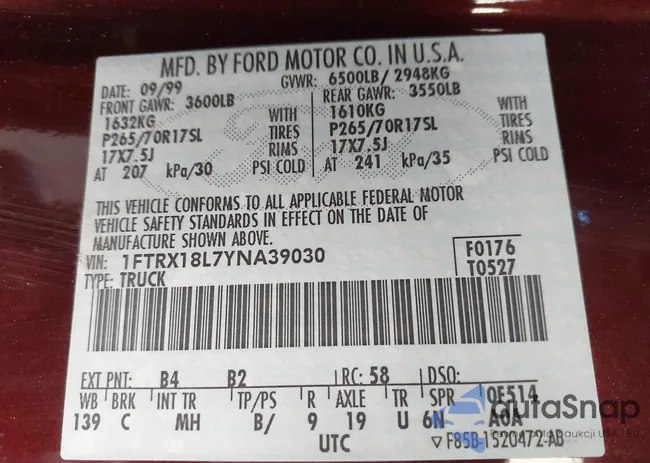 MFD. BY FORD MOTOR CO. IN U.S.A.
DATE: 09/99 GVWR: 6500LB/ 2948KG
FRONT GAWR: 3600LB REAR GAWR: 3550LB
1632KG WITH 1610KG WITH
P265/70R17SL TIRES P265/70R17SL TIRES
17X7.5J RIMS 17X7.5J RIMS
AT 207 kPa/30 PSI COLD AT 241 kPa/35 PSI COLD
THIS VEHICLE CONFORMS TO ALL APPLICABLE FEDERAL MOTOR
VEHICLE SAFETY STANDARDS IN EFFECT ON THE DATE OF
MANUFACTURE SHOWN ABOVE.
VIN: 1FTRX18L7YNA39030 F0176
TYPE: TRUCK T0527
EXT PNT: B4 B2 RC: 58 DSO:
WB BRK INT TR TP/PS R AXLE TR SPR 0F514
139 C MH B/ 9 19 U 6N A0A
UTC ▽F85B-1520472-AB
autoSnap